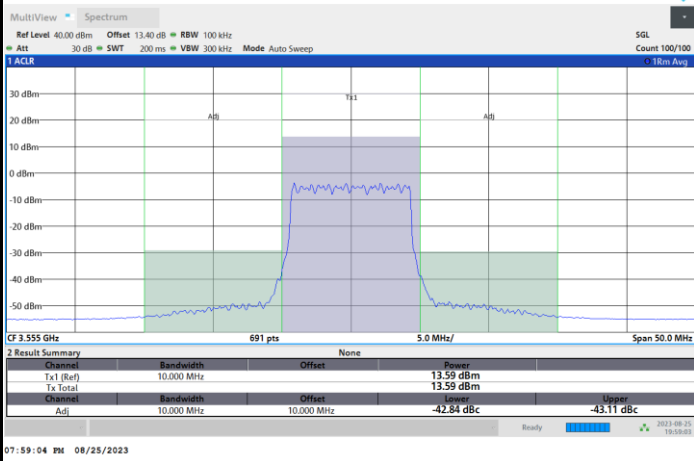 MultiView Spectrum
Ref Level 40.00 dBm Offset 13.40 dB RBW 100 kHz SGL
Att 30 dB SWT 200 ms VBW 300 kHz Mode Auto Sweep Count 100/100
1 ACLR 1Rm Avg
30 dBm
Tx1
20 dBm
Adj Adj
10 dBm
0 dBm
-10 dBm
-20 dBm
-30 dBm
-40 dBm
-50 dBm
CF 3.555 GHz 691 pts 5.0 MHz/ Span 50.0 MHz
2 Result Summary None
Channel Bandwidth Offset Power
Tx1 (Ref) 10.000 MHz 13.59 dBm
Tx Total 13.59 dBm
Channel Bandwidth Offset Lower Upper
Adj 10.000 MHz 10.000 MHz -42.84 dBc -43.11 dBc
Ready 2023-08-25
19:59:03
07:59:04 PM 08/25/2023